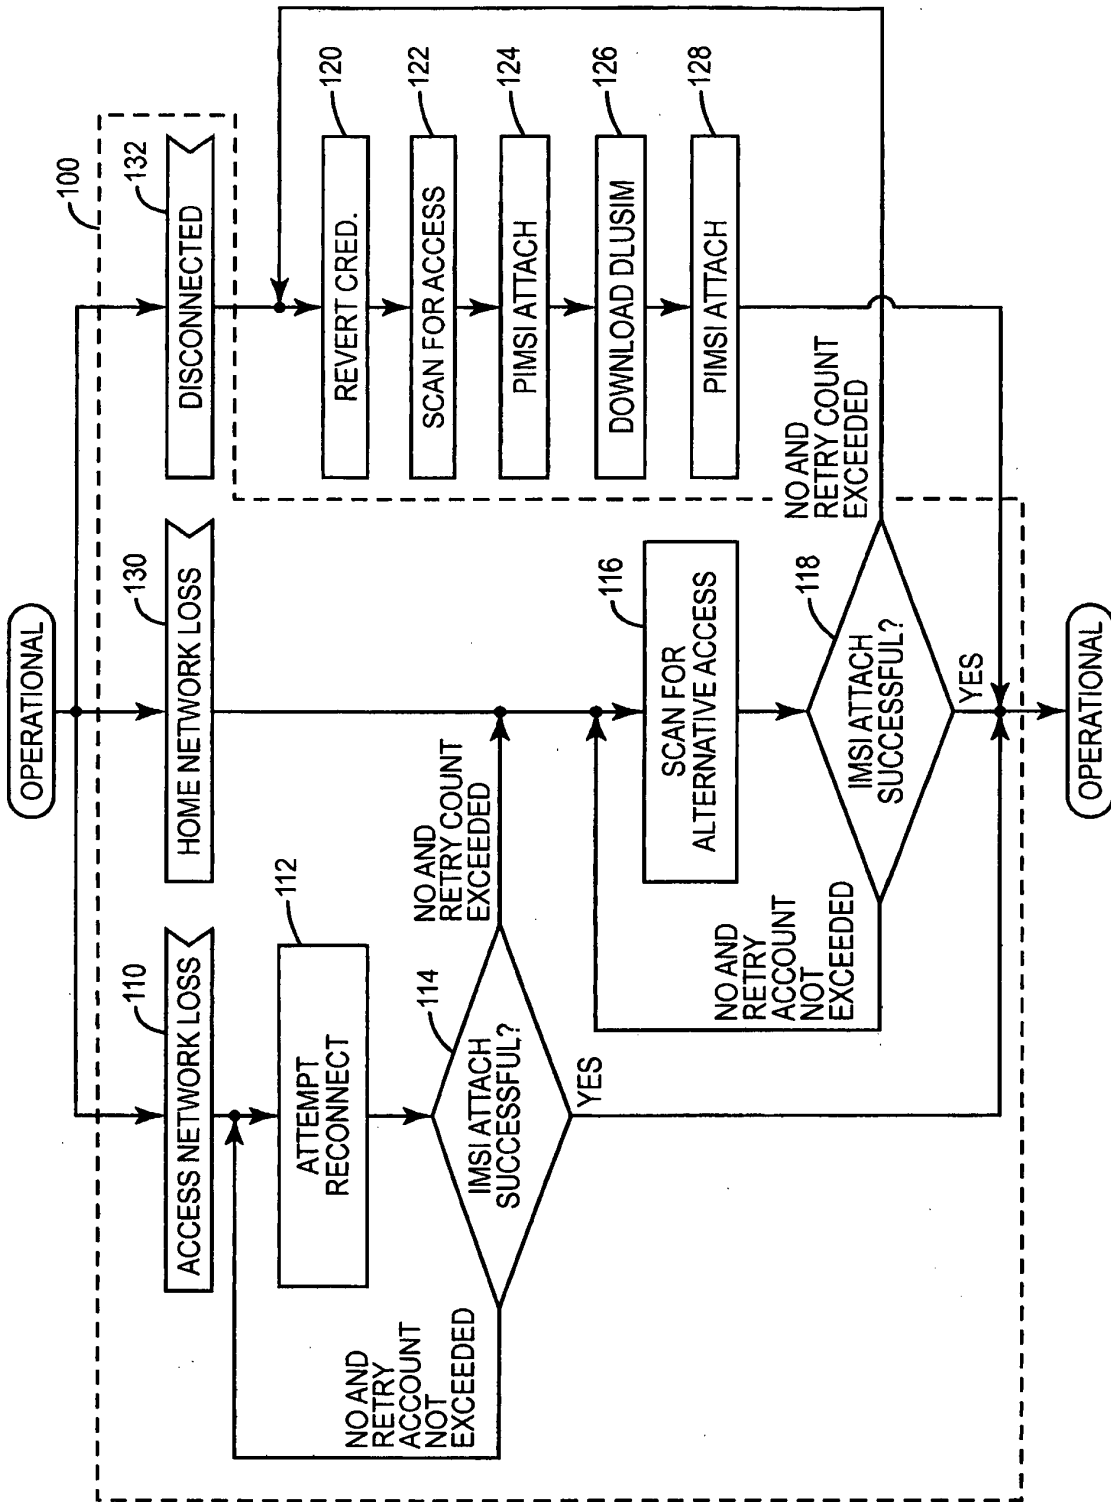 OPERATIONAL
100
110
ACCESS NETWORK LOSS
130
HOME NETWORK LOSS
132
DISCONNECTED
112
ATTEMPT
RECONNECT
114
IMSI ATTACH
SUCCESSFUL?
NO AND
RETRY
ACCOUNT
NOT
EXCEEDED
NO AND
RETRY COUNT
EXCEEDED
YES
116
SCAN FOR
ALTERNATIVE ACCESS
118
IMSI ATTACH
SUCCESSFUL?
NO AND
RETRY
ACCOUNT
NOT
EXCEEDED
NO AND
RETRY COUNT
EXCEEDED
YES
120
REVERT CRED.
122
SCAN FOR ACCESS
124
PIMSI ATTACH
126
DOWNLOAD DLUSIM
128
PIMSI ATTACH
OPERATIONAL